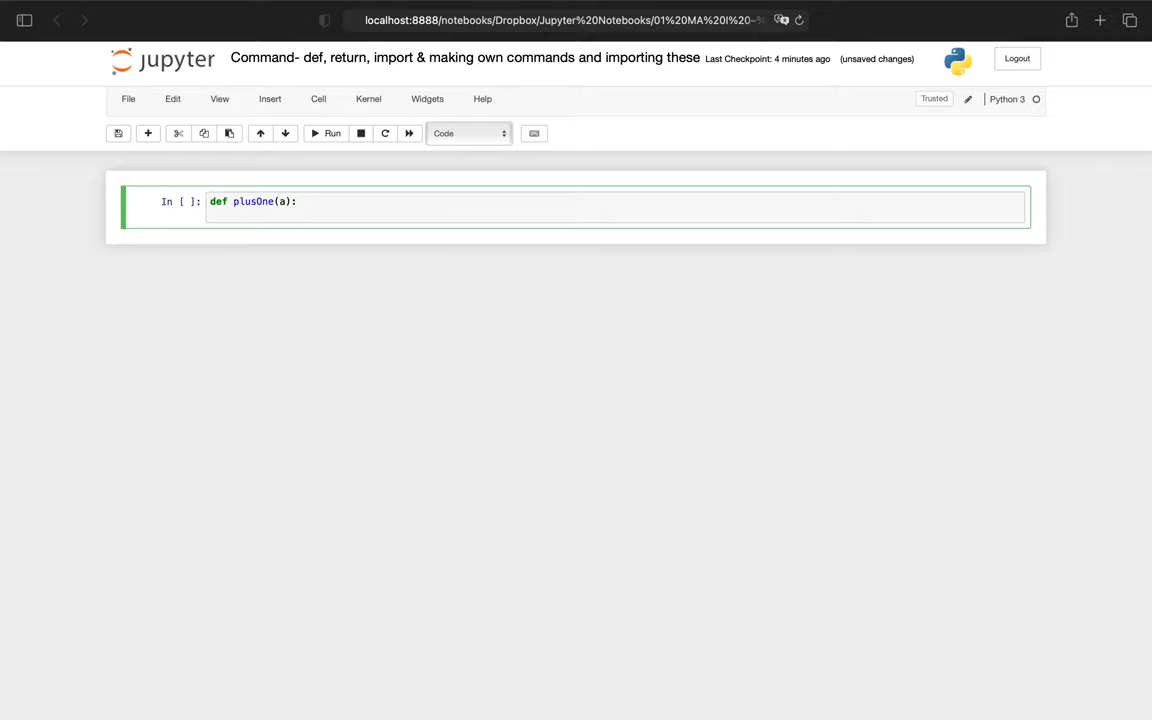 localhost:8888/notebooks/Dropbox/Jupyter%20Notebooks/01%20MA%20I%20–%
jupyter Command- def, return, import & making own commands and importing these Last Checkpoint: 4 minutes ago (unsaved changes) Logout
File Edit View Insert Cell Kernel Widgets Help Trusted Python 3
Run Code
In [ ]: def plusOne(a):